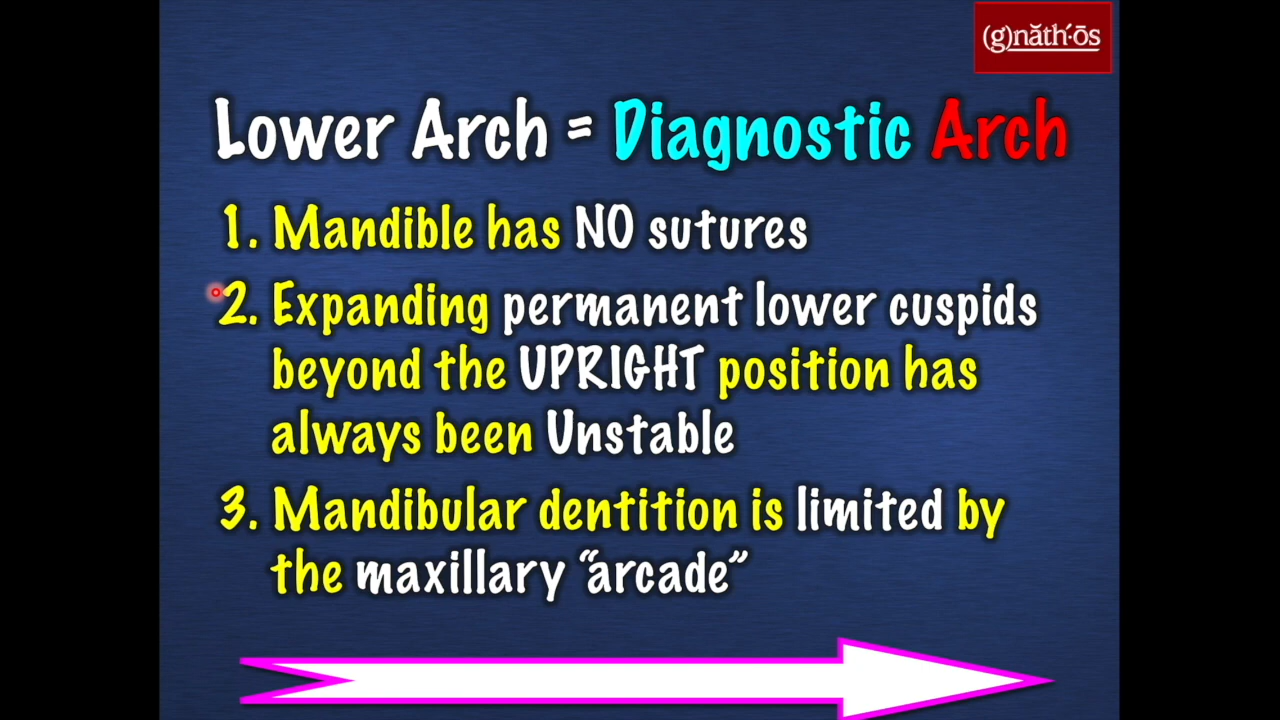 (g)năth′·ōs
Lower Arch = Diagnostic Arch
1. Mandible has NO sutures
2. Expanding permanent lower cuspids
beyond the UPRIGHT position has
always been Unstable
3. Mandibular dentition is limited by
the maxillary “arcade”